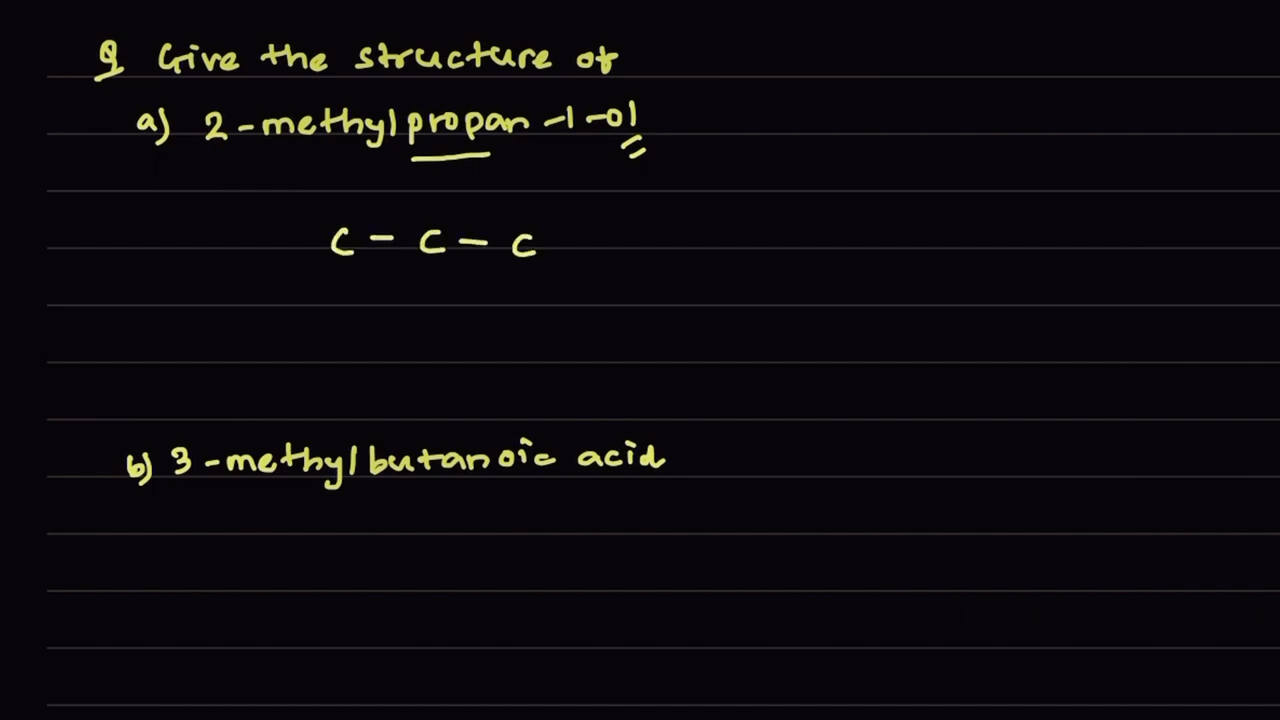 Q Give the structure of
a) 2-methylpropan-1-ol
C - C - C
b) 3-methylbutanoic acid